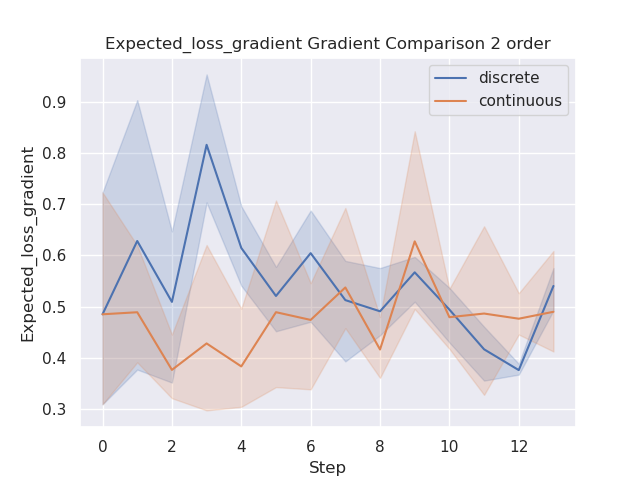 Expected_loss_gradient Gradient Comparison 2 order
discrete
continuous
Expected_loss_gradient
0.9
0.8
0.7
0.6
0.5
0.4
0.3
0 2 4 6 8 10 12
Step